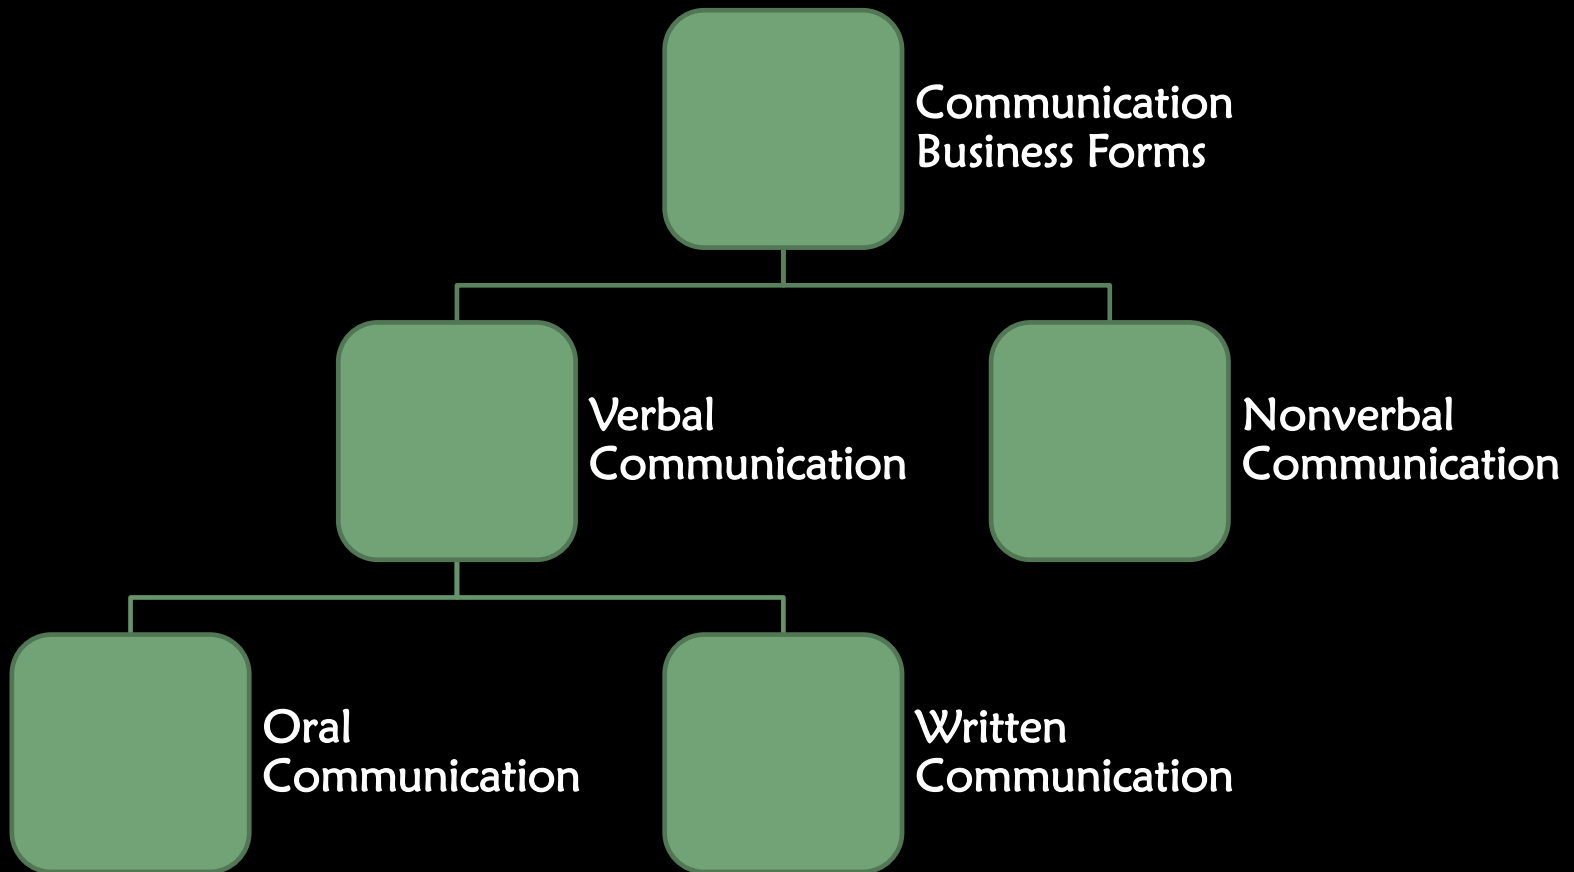 Communication
Business Forms
Verbal
Communication
Nonverbal
Communication
Oral
Communication
Written
Communication